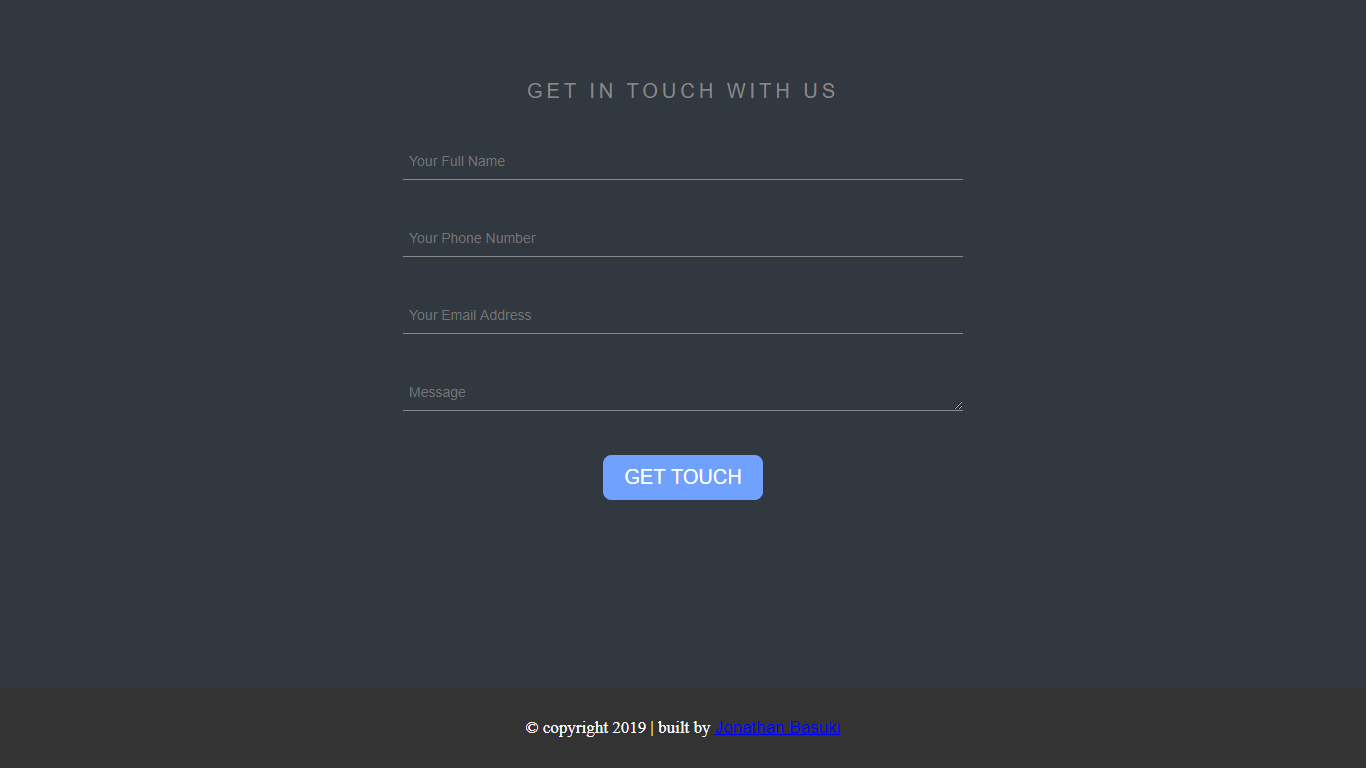 GET IN TOUCH WITH US
Your Full Name
Your Phone Number
Your Email Address
Message
GET TOUCH
© copyright 2019 | built by Jonathan Basuki